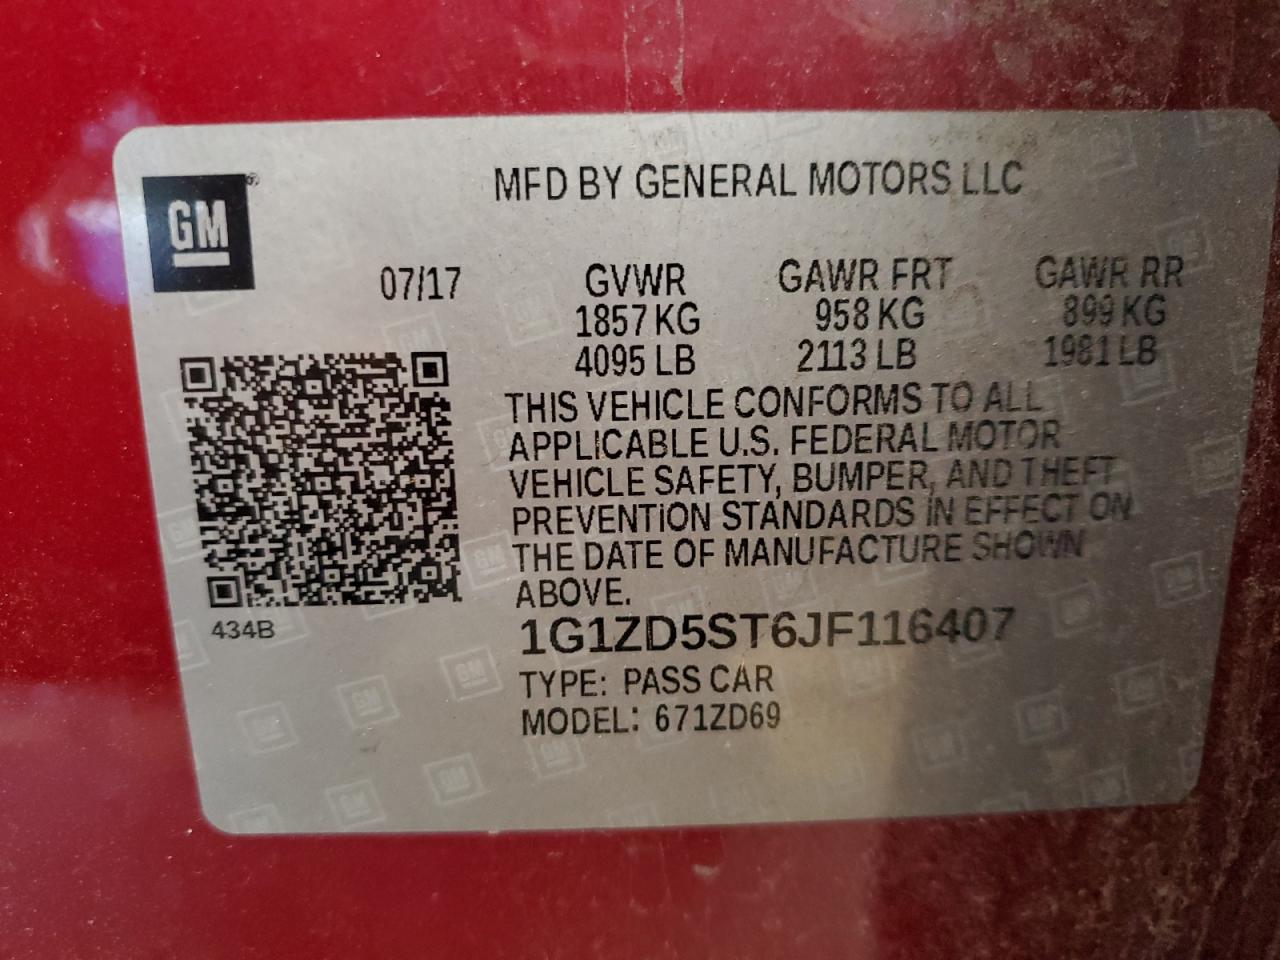 MFD BY GENERAL MOTORS LLC
GM®
07/17 GVWR GAWR FRT GAWR RR
1857 KG 958 KG 899 KG
4095 LB 2113 LB 1981 LB
THIS VEHICLE CONFORMS TO ALL
APPLICABLE U.S. FEDERAL MOTOR
VEHICLE SAFETY, BUMPER, AND THEFT
PREVENTION STANDARDS IN EFFECT ON
THE DATE OF MANUFACTURE SHOWN
ABOVE.
434B
1G1ZD5ST6JF116407
TYPE: PASS CAR
MODEL: 671ZD69